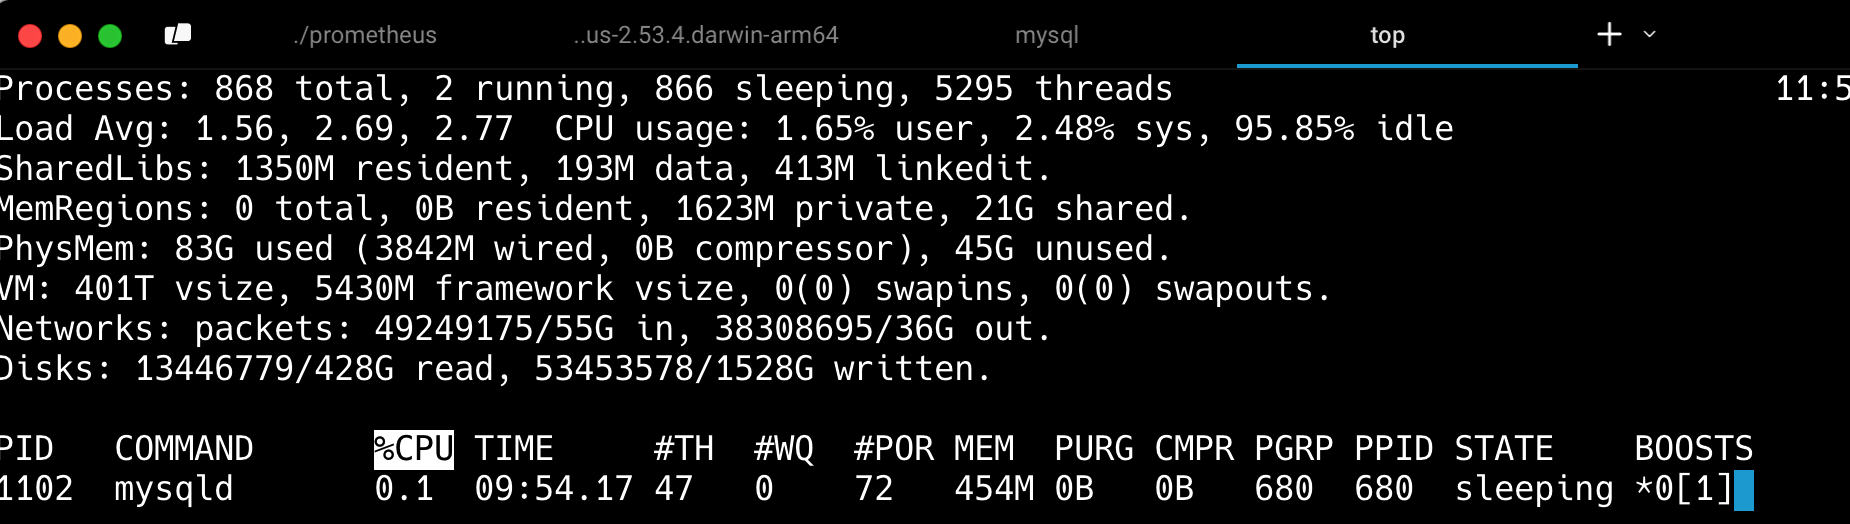 ./prometheus ..us-2.53.4.darwin-arm64 mysql top
Processes: 868 total, 2 running, 866 sleeping, 5295 threads 11:5
Load Avg: 1.56, 2.69, 2.77 CPU usage: 1.65% user, 2.48% sys, 95.85% idle
SharedLibs: 1350M resident, 193M data, 413M linkedit.
MemRegions: 0 total, 0B resident, 1623M private, 21G shared.
PhysMem: 83G used (3842M wired, 0B compressor), 45G unused.
VM: 401T vsize, 5430M framework vsize, 0(0) swapins, 0(0) swapouts.
Networks: packets: 49249175/55G in, 38308695/36G out.
Disks: 13446779/428G read, 53453578/1528G written.
PID COMMAND %CPU TIME #TH #WQ #POR MEM PURG CMPR PGRP PPID STATE BOOSTS
1102 mysqld 0.1 09:54.17 47 0 72 454M 0B 0B 680 680 sleeping *0[1]